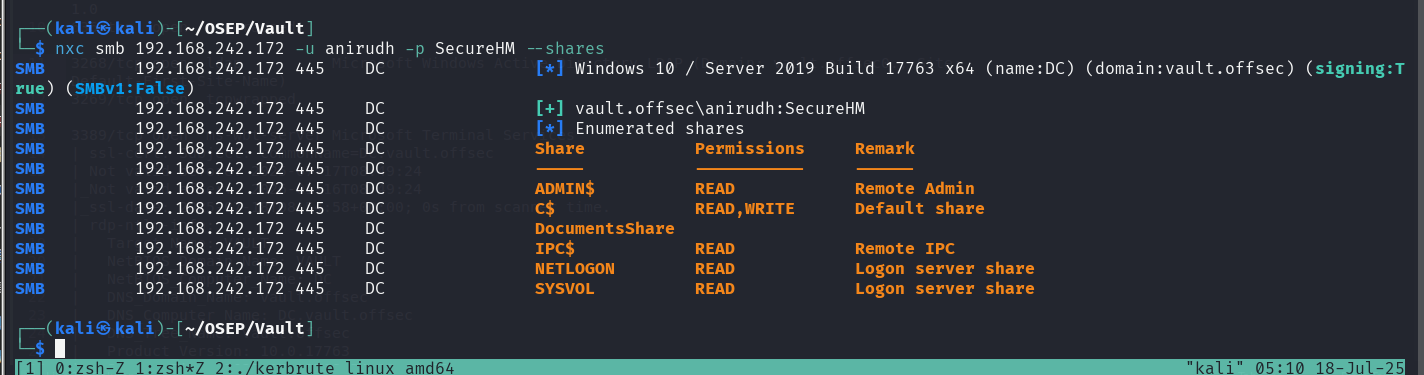 ┌──(kali㉿kali)-[~/OSEP/Vault]
└─$ nxc smb 192.168.242.172 -u anirudh -p SecureHM --shares
SMB 192.168.242.172 445 DC [*] Windows 10 / Server 2019 Build 17763 x64 (name:DC) (domain:vault.offsec) (signing:T
rue) (SMBv1:False)
SMB 192.168.242.172 445 DC [+] vault.offsec\anirudh:SecureHM
SMB 192.168.242.172 445 DC [*] Enumerated shares
SMB 192.168.242.172 445 DC Share Permissions Remark
SMB 192.168.242.172 445 DC ----- ----------- ------
SMB 192.168.242.172 445 DC ADMIN$ READ Remote Admin
SMB 192.168.242.172 445 DC C$ READ,WRITE Default share
SMB 192.168.242.172 445 DC DocumentsShare
SMB 192.168.242.172 445 DC IPC$ READ Remote IPC
SMB 192.168.242.172 445 DC NETLOGON READ Logon server share
SMB 192.168.242.172 445 DC SYSVOL READ Logon server share
┌──(kali㉿kali)-[~/OSEP/Vault]
└─$
[1] 0:zsh-Z 1:zsh*Z 2:./kerbrute_linux_amd64 "kali" 05:10 18-Jul-25